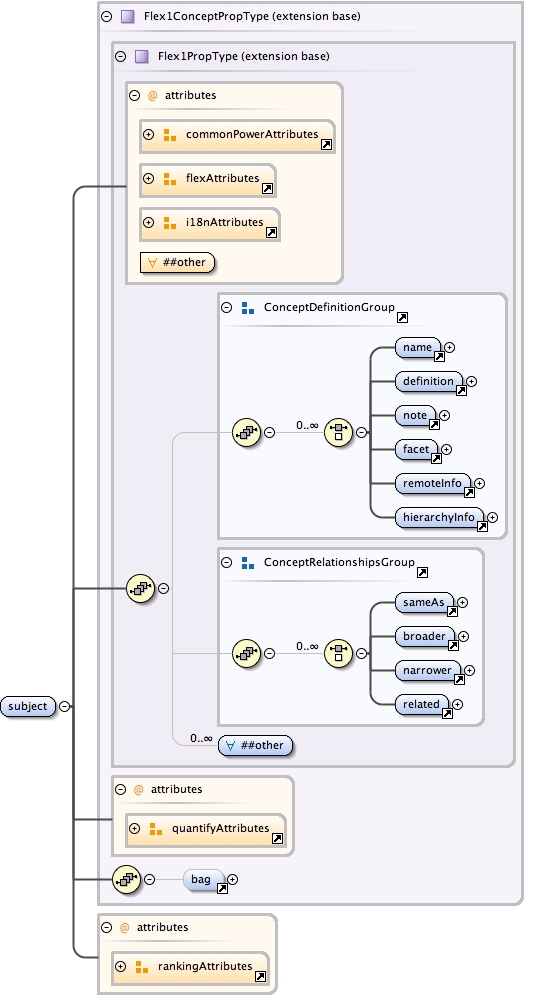 Flex1ConceptPropType (extension base)
Flex1PropType (extension base)
@ attributes
commonPowerAttributes
flexAttributes
i18nAttributes
##other
ConceptDefinitionGroup
name
definition
0..∞
note
facet
remoteInfo
hierarchyInfo
ConceptRelationshipsGroup
sameAs
broader
0..∞
narrower
related
subject
0..∞ ##other
@ attributes
quantifyAttributes
bag
@ attributes
rankingAttributes